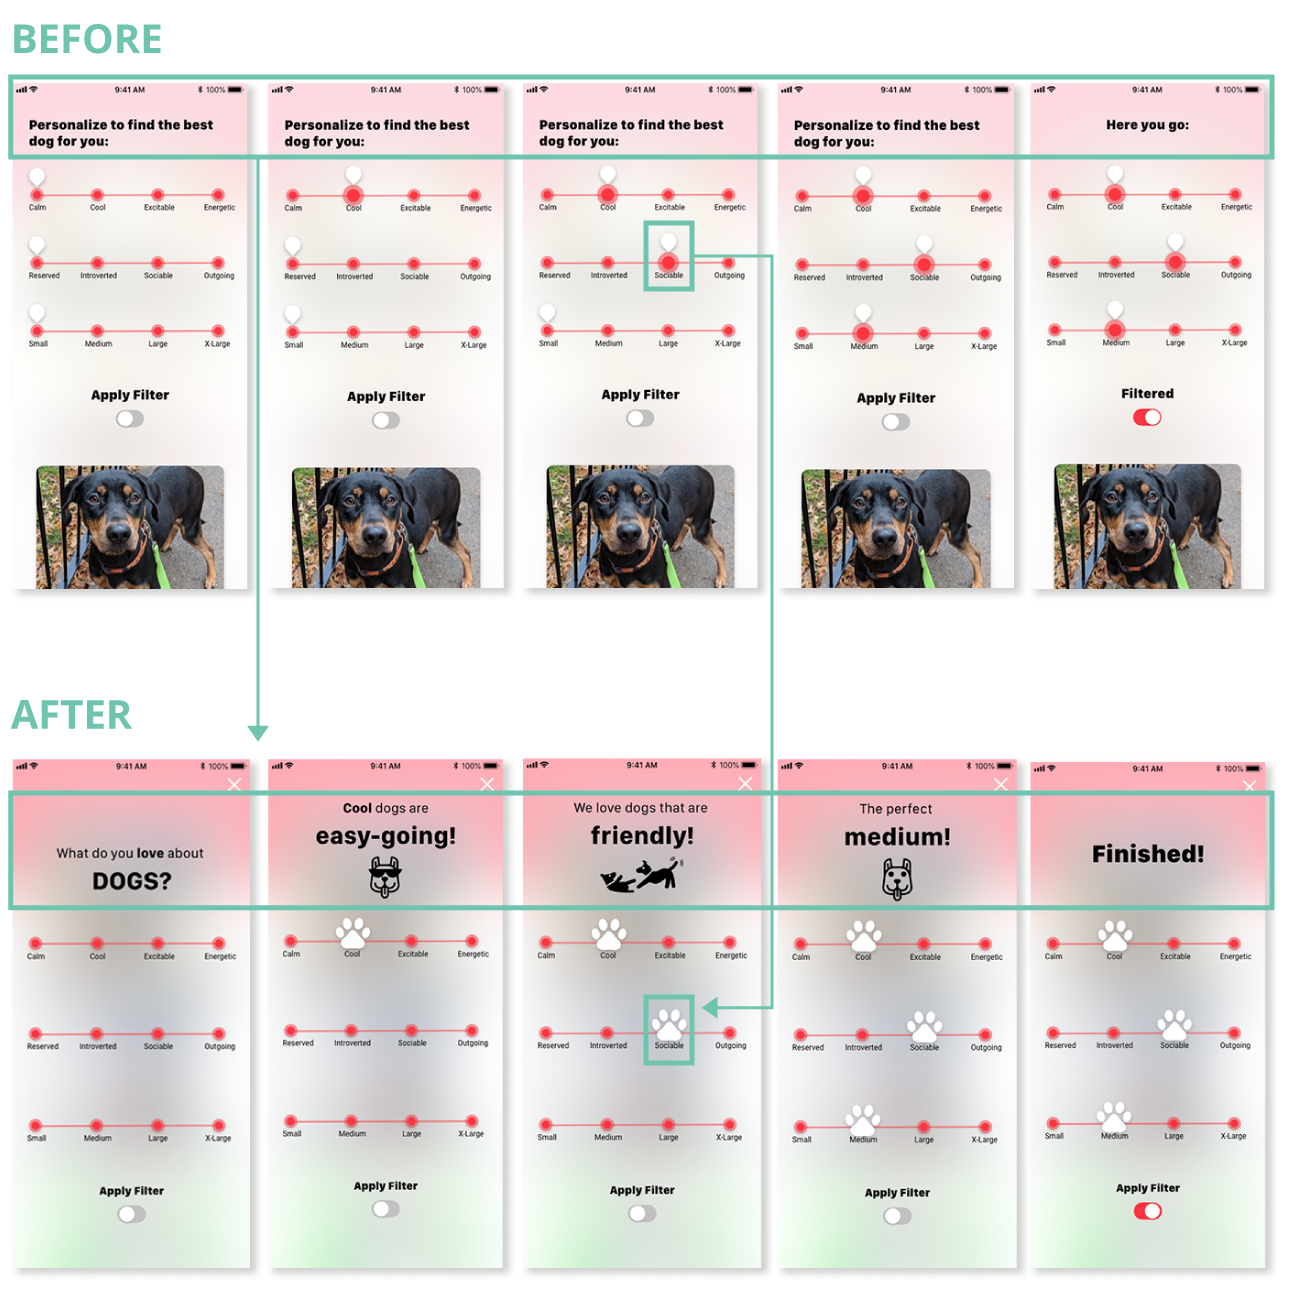 BEFORE
9:41 AM 100%
Personalize to find the best
dog for you:
Calm Cool Excitable Energetic
Reserved Introverted Sociable Outgoing
Small Medium Large X-Large
Apply Filter
9:41 AM 100%
Personalize to find the best
dog for you:
Calm Cool Excitable Energetic
Reserved Introverted Sociable Outgoing
Small Medium Large X-Large
Apply Filter
9:41 AM 100%
Personalize to find the best
dog for you:
Calm Cool Excitable Energetic
Reserved Introverted Sociable Outgoing
Small Medium Large X-Large
Apply Filter
9:41 AM 100%
Personalize to find the best
dog for you:
Calm Cool Excitable Energetic
Reserved Introverted Sociable Outgoing
Small Medium Large X-Large
Apply Filter
9:41 AM 100%
Here you go:
Calm Cool Excitable Energetic
Reserved Introverted Sociable Outgoing
Small Medium Large X-Large
Filtered
AFTER
9:41 AM 100%
What do you love about
DOGS?
Calm Cool Excitable Energetic
Reserved Introverted Sociable Outgoing
Small Medium Large X-Large
Apply Filter
9:41 AM 100%
Cool dogs are
easy-going!
Calm Cool Excitable Energetic
Reserved Introverted Sociable Outgoing
Small Medium Large X-Large
Apply Filter
9:41 AM 100%
We love dogs that are
friendly!
Calm Cool Excitable Energetic
Reserved Introverted Sociable Outgoing
Small Medium Large X-Large
Apply Filter
9:41 AM 100%
The perfect
medium!
Calm Cool Excitable Energetic
Reserved Introverted Sociable Outgoing
Small Medium Large X-Large
Apply Filter
9:41 AM 100%
Finished!
Calm Cool Excitable Energetic
Reserved Introverted Sociable Outgoing
Small Medium Large X-Large
Apply Filter